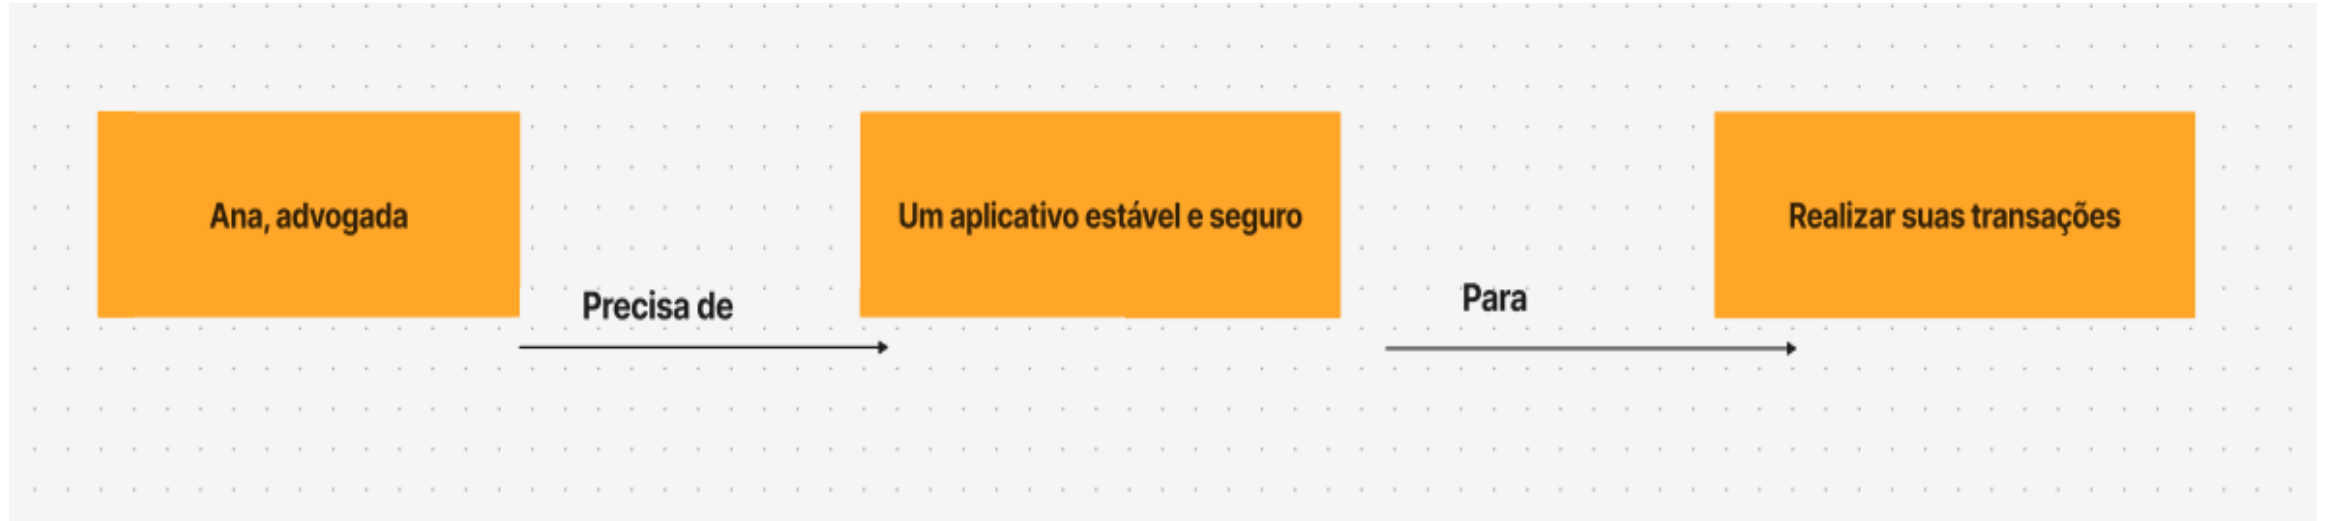 Ana, advogada
Precisa de
Um aplicativo estável e seguro
Para
Realizar suas transações